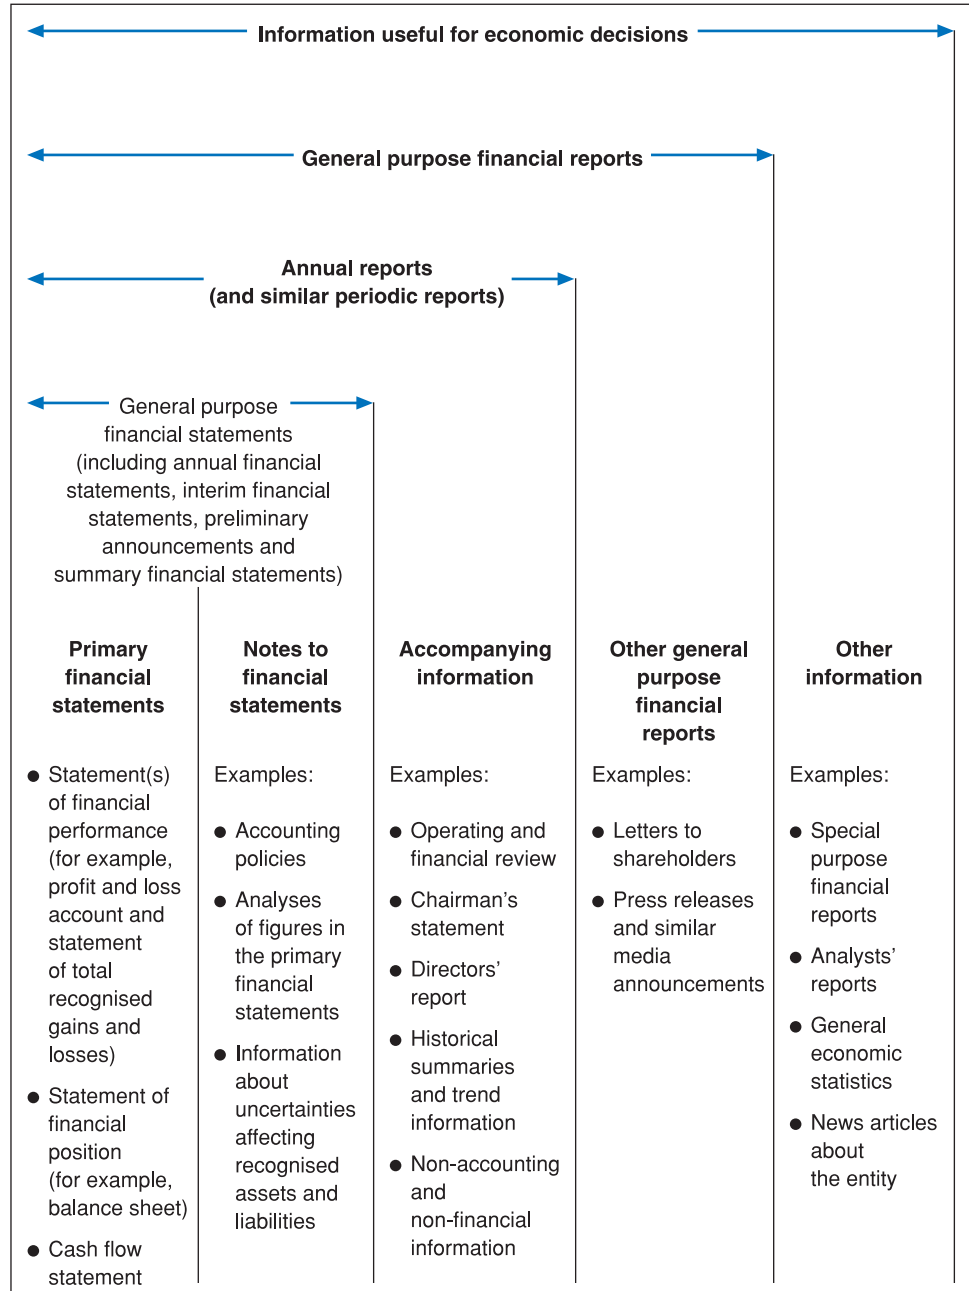 Information useful for economic decisions
General purpose financial reports
Annual reports
(and similar periodic reports)
General purpose
financial statements
(including annual financial
statements, interim financial
statements, preliminary
announcements and
summary financial statements)
Primary
financial
statements
● Statement(s)
of financial
performance
(for example,
profit and loss
account and
statement
of total
recognised
gains and
losses)
● Statement of
financial
position
(for example,
balance sheet)
● Cash flow
statement
Notes to
financial
statements
Examples:
● Accounting
policies
● Analyses
of figures in
the primary
financial
statements
● Information
about
uncertainties
affecting
recognised
assets and
liabilities
Accompanying
information
Examples:
● Operating and
financial review
● Chairman's
statement
● Directors'
report
● Historical
summaries
and trend
information
● Non-accounting
and
non-financial
information
Other general
purpose
financial
reports
Examples:
● Letters to
shareholders
● Press releases
and similar
media
announcements
Other
information
Examples:
● Special
purpose
financial
reports
● Analysts'
reports
● General
economic
statistics
● News articles
about
the entity